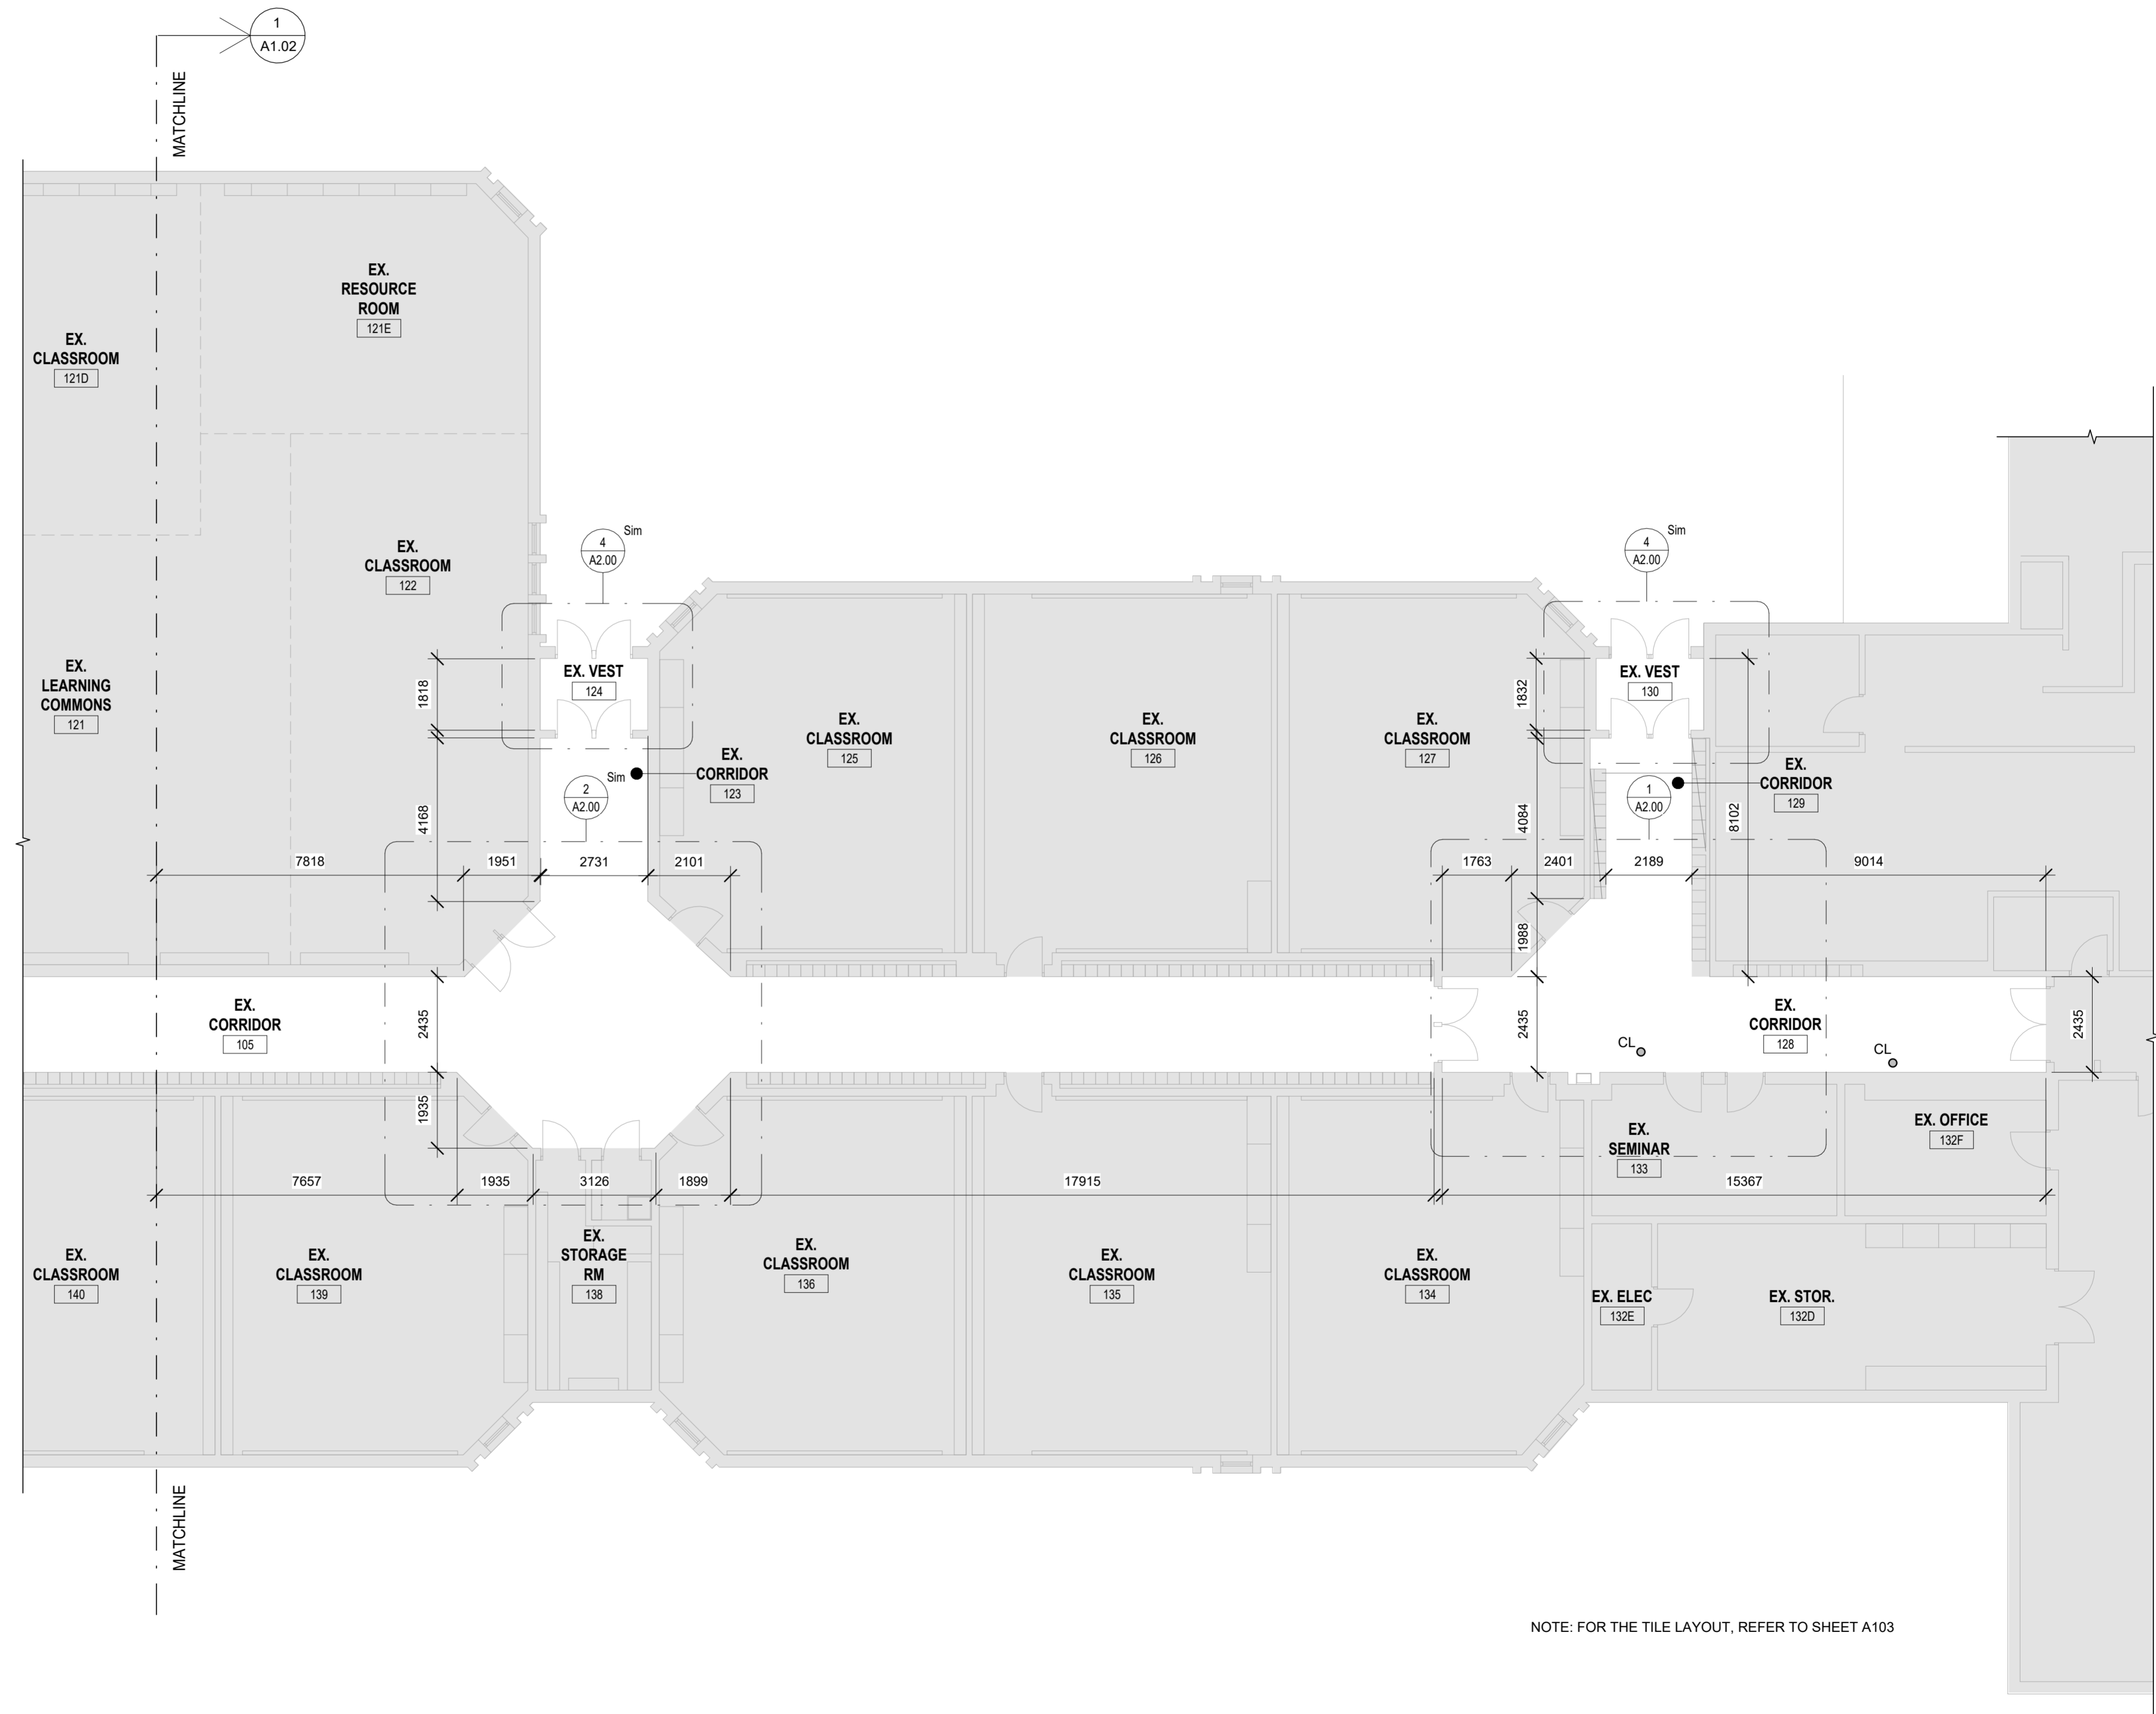 1
A1.02
MATCHLINE
EX.
RESOURCE
ROOM
121E
EX.
CLASSROOM
121D
EX.
CLASSROOM
122
4
A2.00
Sim
4
A2.00
Sim
EX.
LEARNING
COMMONS
121
1818
EX. VEST
124
1832
EX. VEST
130
EX.
CORRIDOR
123
Sim
2
A2.00
EX.
CLASSROOM
125
EX.
CLASSROOM
126
EX.
CLASSROOM
127
1
A2.00
EX.
CORRIDOR
129
4168
4084
8102
7818
1951
2731
2101
1763
2401
2189
9014
1988
EX.
CORRIDOR
105
2435
2435
CL
EX.
CORRIDOR
128
CL
2435
1935
EX.
SEMINAR
133
EX. OFFICE
132F
7657
1935
3126
1899
17915
15367
EX.
CLASSROOM
140
EX.
CLASSROOM
139
EX.
STORAGE
RM
138
EX.
CLASSROOM
136
EX.
CLASSROOM
135
EX.
CLASSROOM
134
EX. ELEC
132E
EX. STOR.
132D
MATCHLINE
NOTE: FOR THE TILE LAYOUT, REFER TO SHEET A103